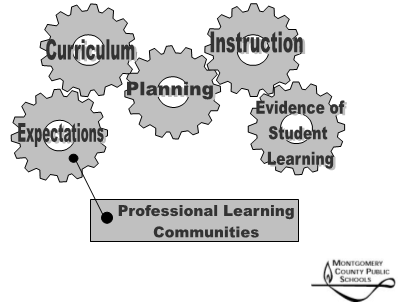 Curriculum
Instruction
Planning
Expectations
Evidence of
Student
Learning
Professional Learning
Communities
MONTGOMERY
COUNTY PUBLIC
SCHOOLS